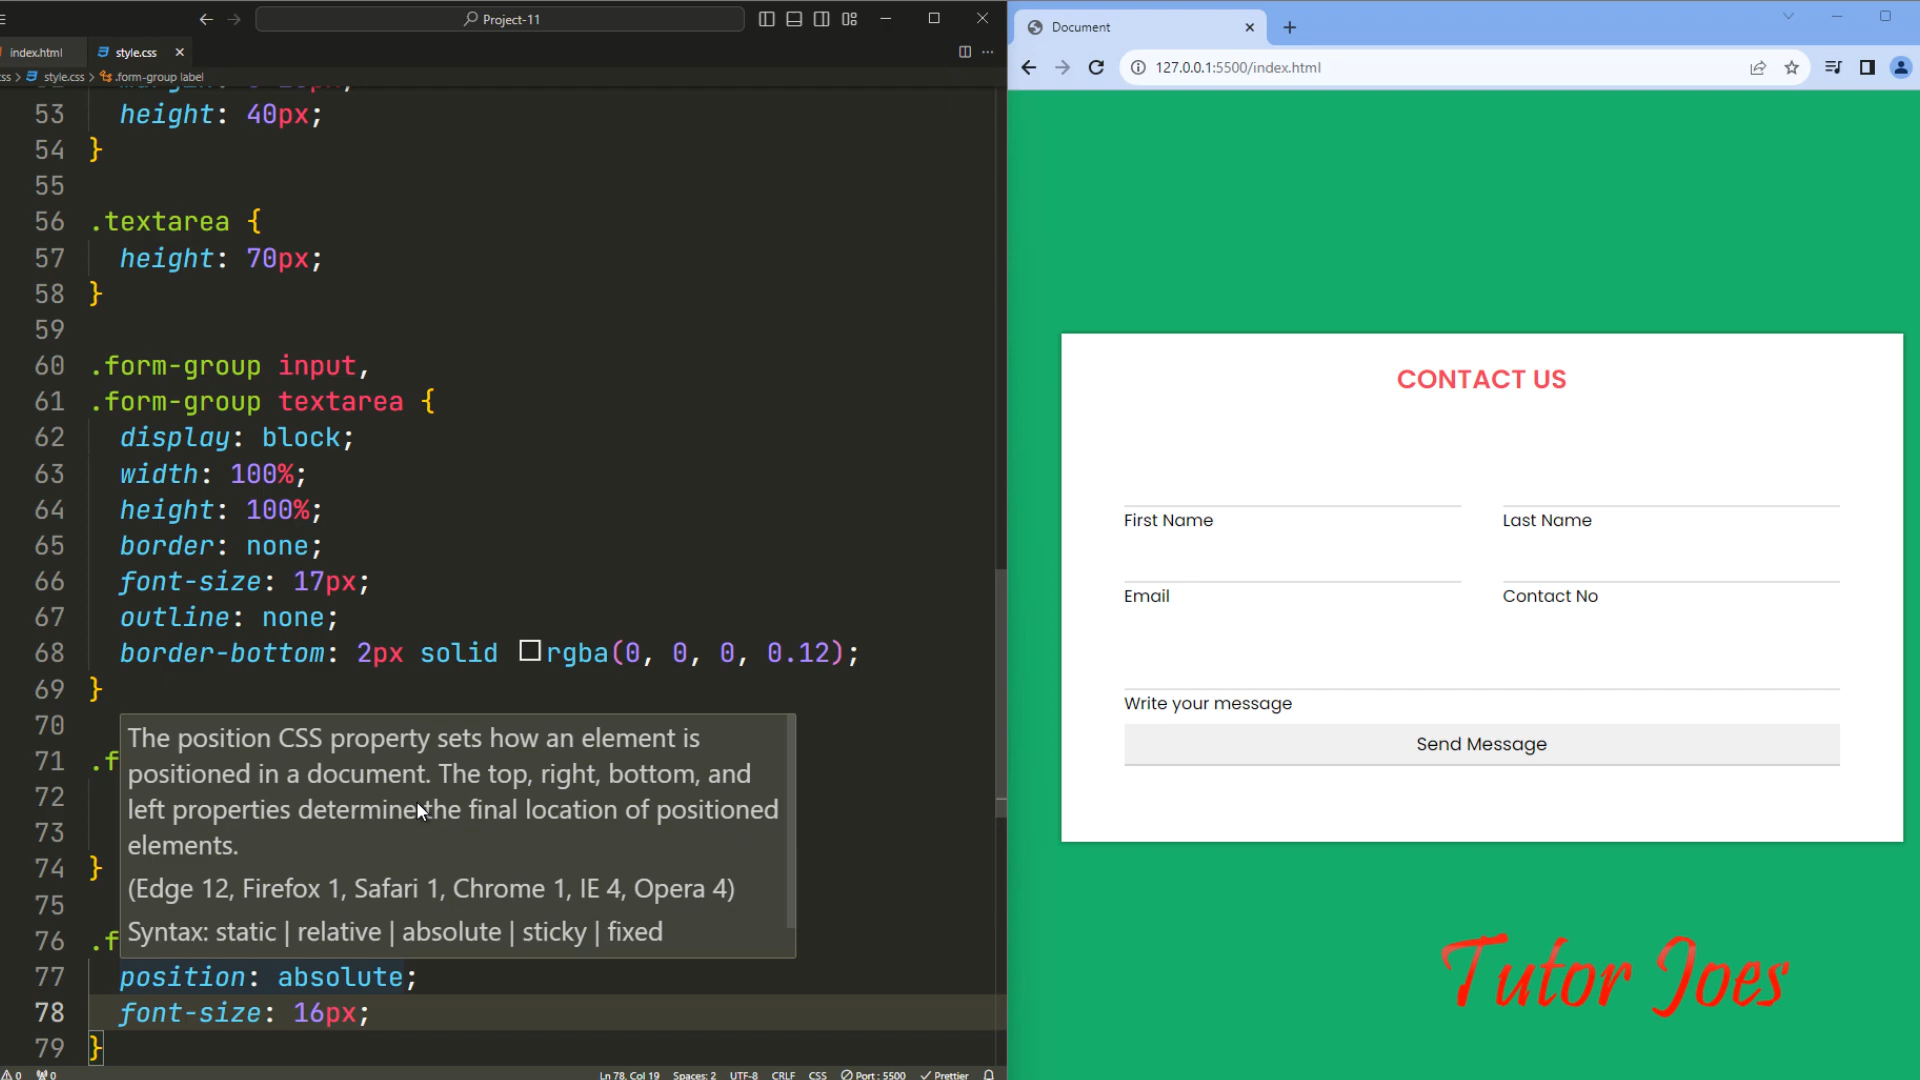 Project-11
index.html
style.css
ss > style.css > .form-group label
53 height: 40px;
54 }
55
56 .textarea {
57 height: 70px;
58 }
59
60 .form-group input,
61 .form-group textarea {
62 display: block;
63 width: 100%;
64 height: 100%;
65 border: none;
66 font-size: 17px;
67 outline: none;
68 border-bottom: 2px solid rgba(0, 0, 0, 0.12);
69 }
70
71 .f
72
73
74 }
75
76 .f
The position CSS property sets how an element is
positioned in a document. The top, right, bottom, and
left properties determine the final location of positioned
elements.
(Edge 12, Firefox 1, Safari 1, Chrome 1, IE 4, Opera 4)
Syntax: static | relative | absolute | sticky | fixed
77 position: absolute;
78 font-size: 16px;
79 }
0 0 Ln 78, Col 19 Spaces: 2 UTF-8 CRLF CSS Port : 5500 Prettier
Document
127.0.0.1:5500/index.html
CONTACT US
First Name
Last Name
Email
Contact No
Write your message
Send Message
Tutor Joes